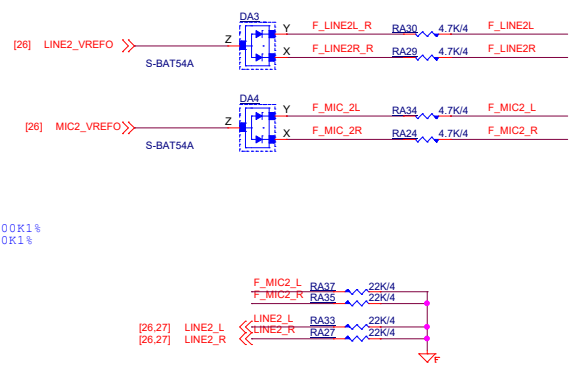 DA3
[26] LINE2_VREFO Z Y F_LINE2L_R RA30 4.7K/4 F_LINE2L
X F_LINE2R_R RA29 4.7K/4 F_LINE2R
S-BAT54A
DA4
[26] MIC2_VREFO Z Y F_MIC_2L RA34 4.7K/4 F_MIC2_L
X F_MIC_2R RA24 4.7K/4 F_MIC2_R
S-BAT54A
00K1%
0K1%
F_MIC2_L RA37 22K/4
F_MIC2_R RA35 22K/4
[26,27] LINE2_L LINE2_L RA33 22K/4
[26,27] LINE2_R LINE2_R RA27 22K/4
F